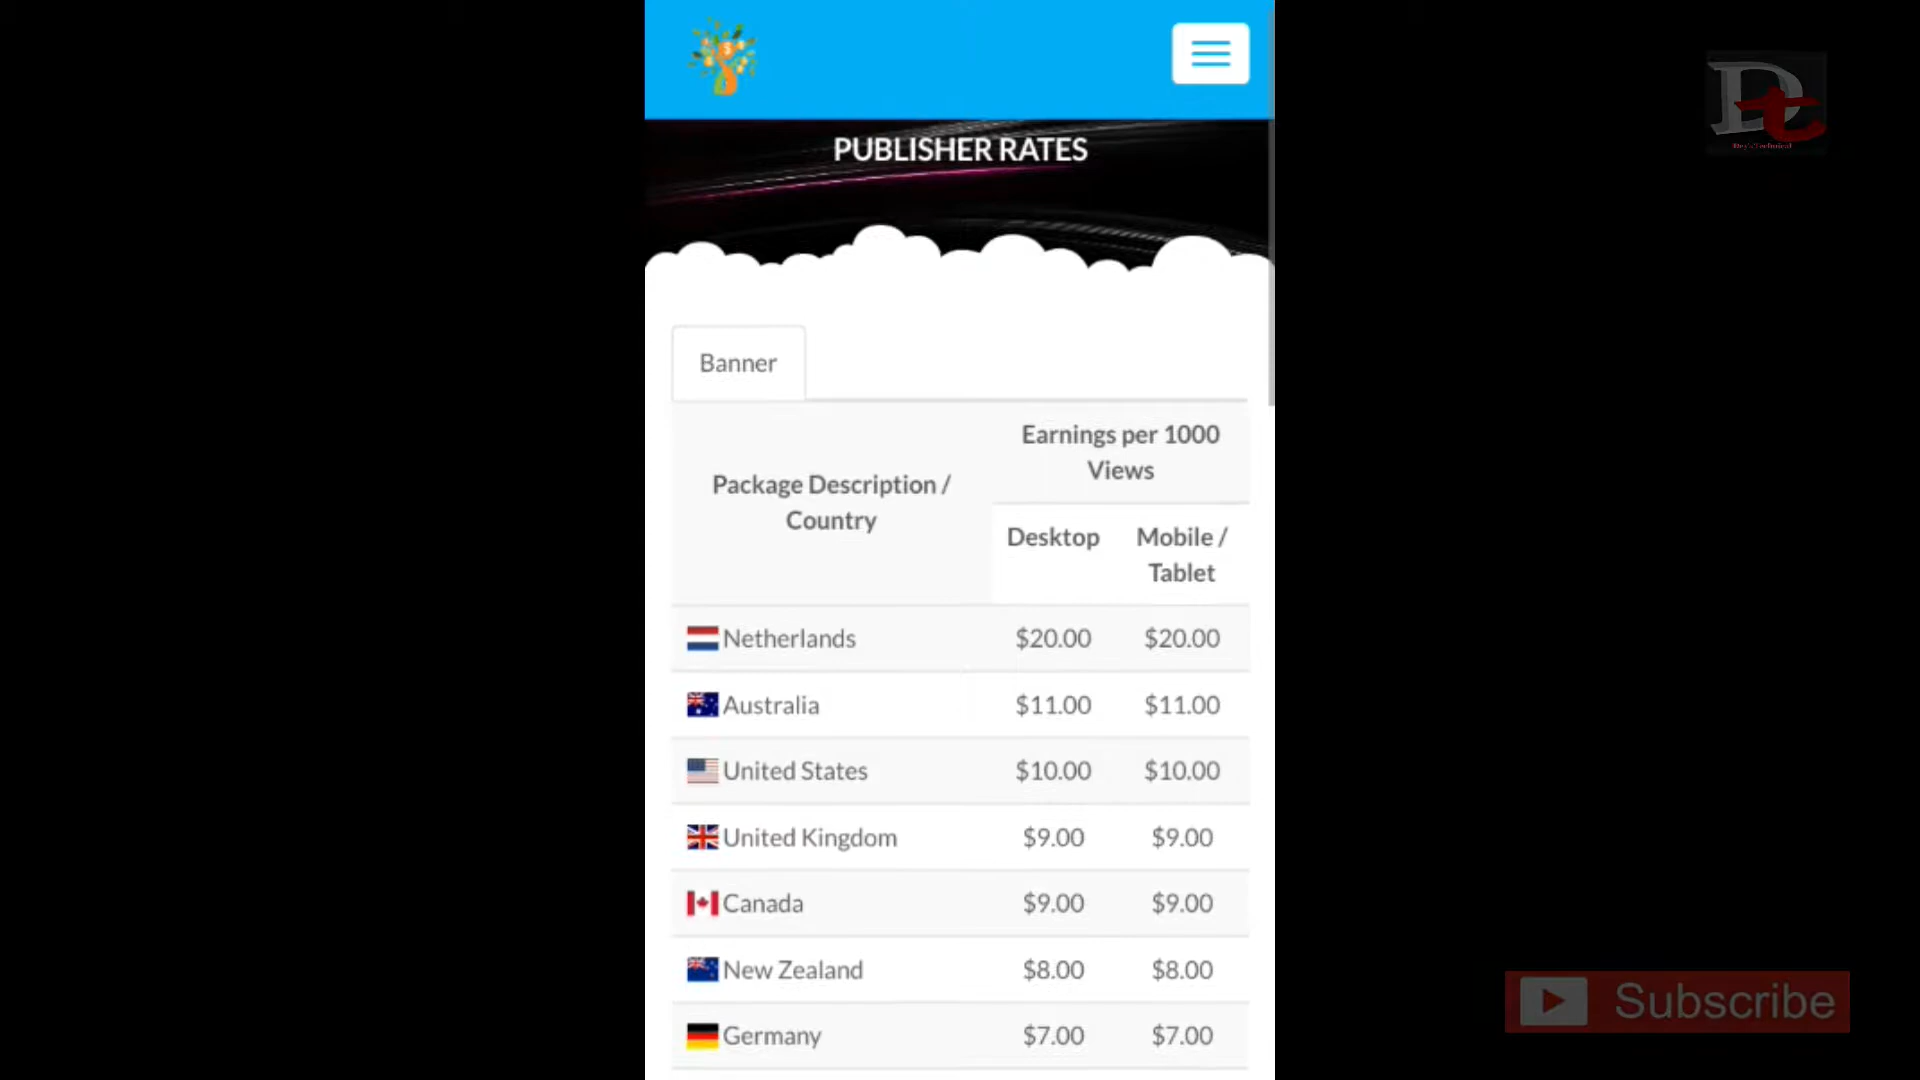 PUBLISHER RATES
Banner
Package Description /
Country
Earnings per 1000
Views
Desktop
Mobile /
Tablet
Netherlands $20.00 $20.00
Australia $11.00 $11.00
United States $10.00 $10.00
United Kingdom $9.00 $9.00
Canada $9.00 $9.00
New Zealand $8.00 $8.00
Germany $7.00 $7.00
Dt
Subscribe